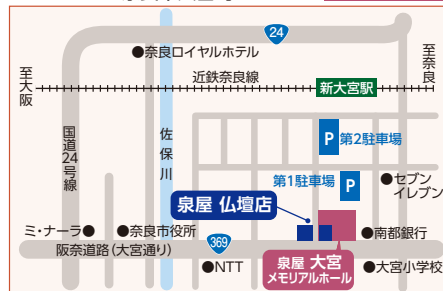 24
奈良ロイヤルホテル
至奈良
至大阪
近鉄奈良線
新大宮駅
国道24号線
佐保川
P 第2駐車場
第1駐車場 P
セブン
イレブン
泉屋 仏壇店
ミ・ナーラ
奈良市役所
南都銀行
阪奈道路(大宮通り)
369
泉屋 大宮
メモリアルホール
NTT
大宮小学校